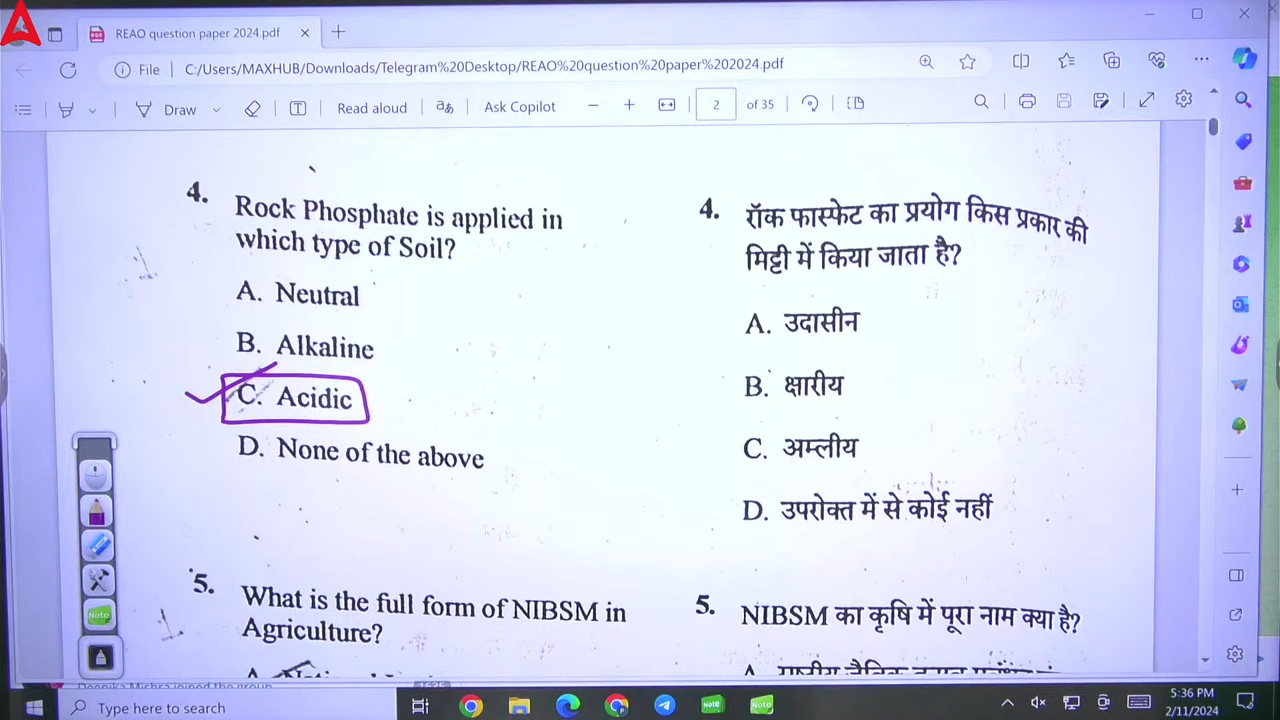 REAO question paper 2024.pdf
File
C:/Users/MAXHUB/Downloads/Telegram%20Desktop/REAO%20question%20paper%202024.pdf
Draw
Read aloud
Ask Copilot
2
of 35
4. Rock Phosphate is applied in
which type of Soil?
A. Neutral
B. Alkaline
C. Acidic
D. None of the above
4. रॉक फास्फेट का प्रयोग किस प्रकार की
मिट्टी में किया जाता है?
A. उदासीन
B. क्षारीय
C. अम्लीय
D. उपरोक्त में से कोई नहीं
5. What is the full form of NIBSM in
Agriculture?
5. NIBSM का कृषि में पूरा नाम क्या है?
Note
Type here to search
Note
Note
5:36 PM
2/11/2024